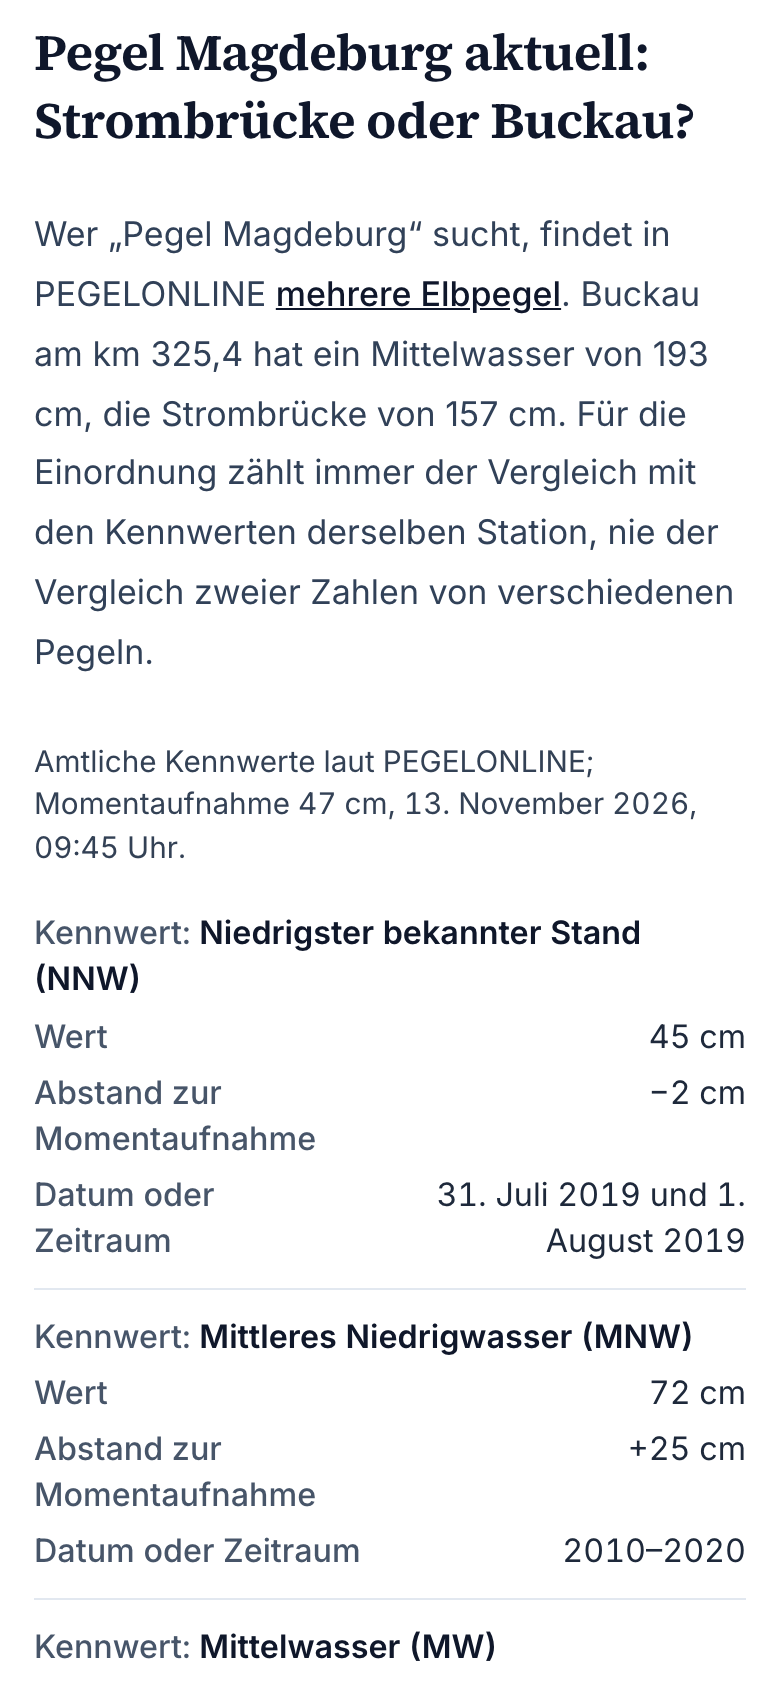 Pegel Magdeburg aktuell:
Strombrücke oder Buckau?
Wer „Pegel Magdeburg“ sucht, findet in
PEGELONLINE mehrere Elbpegel. Buckau
am km 325,4 hat ein Mittelwasser von 193
cm, die Strombrücke von 157 cm. Für die
Einordnung zählt immer der Vergleich mit
den Kennwerten derselben Station, nie der
Vergleich zweier Zahlen von verschiedenen
Pegeln.
Amtliche Kennwerte laut PEGELONLINE;
Momentaufnahme 47 cm, 13. November 2026,
09:45 Uhr.
Kennwert: Niedrigster bekannter Stand
(NNW)
Wert 45 cm
Abstand zur −2 cm
Momentaufnahme
Datum oder 31. Juli 2019 und 1.
Zeitraum August 2019
Kennwert: Mittleres Niedrigwasser (MNW)
Wert 72 cm
Abstand zur +25 cm
Momentaufnahme
Datum oder Zeitraum 2010–2020
Kennwert: Mittelwasser (MW)